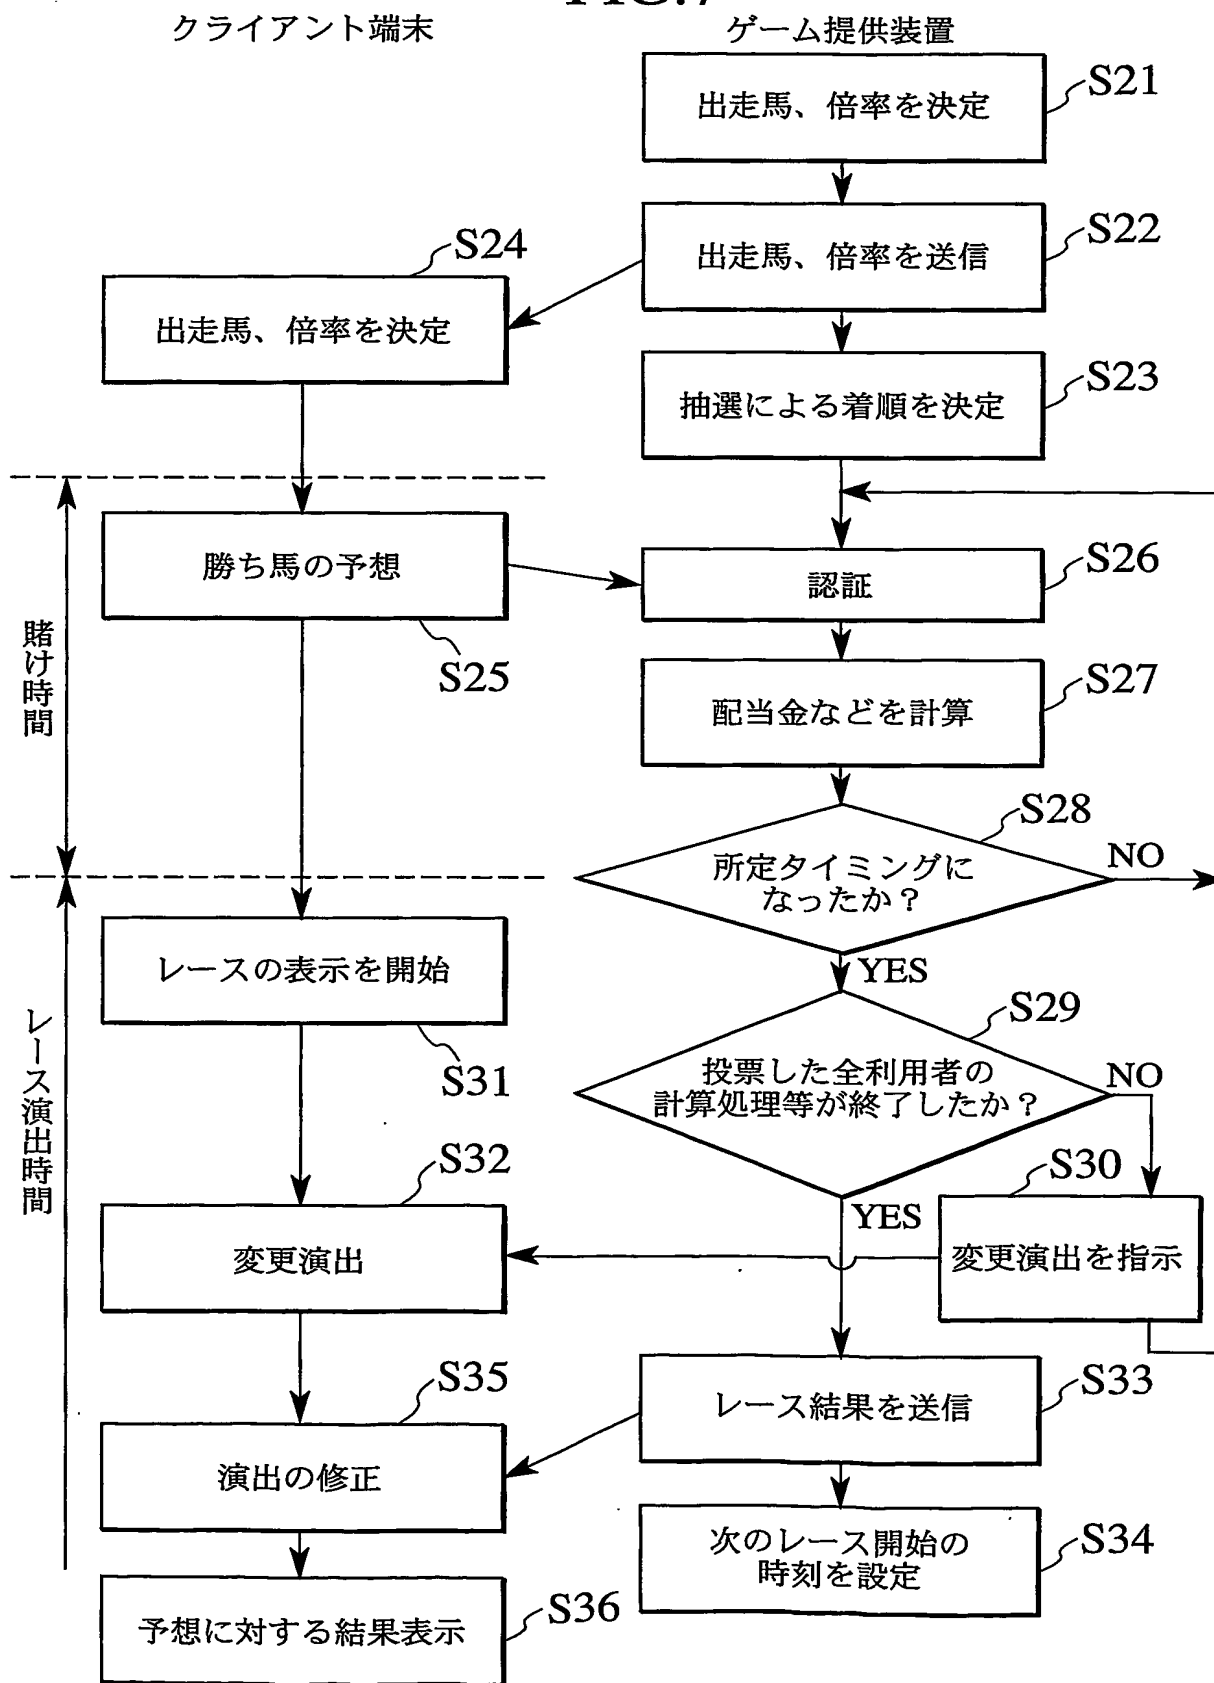 クライアント端末
ゲーム提供装置
出走馬、倍率を決定
S21
出走馬、倍率を送信
S22
S24
出走馬、倍率を決定
抽選による着順を決定
S23
勝ち馬の予想
S25
認証
S26
賭け時間
配当金などを計算
S27
所定タイミングに
なったか？
S28
NO
YES
レースの表示を開始
S31
投票した全利用者の
計算処理等が終了したか？
S29
NO
YES
レース演出時間
S32
変更演出
S30
変更演出を指示
レース結果を送信
S33
S35
演出の修正
次のレース開始の
時刻を設定
S34
予想に対する結果表示
S36